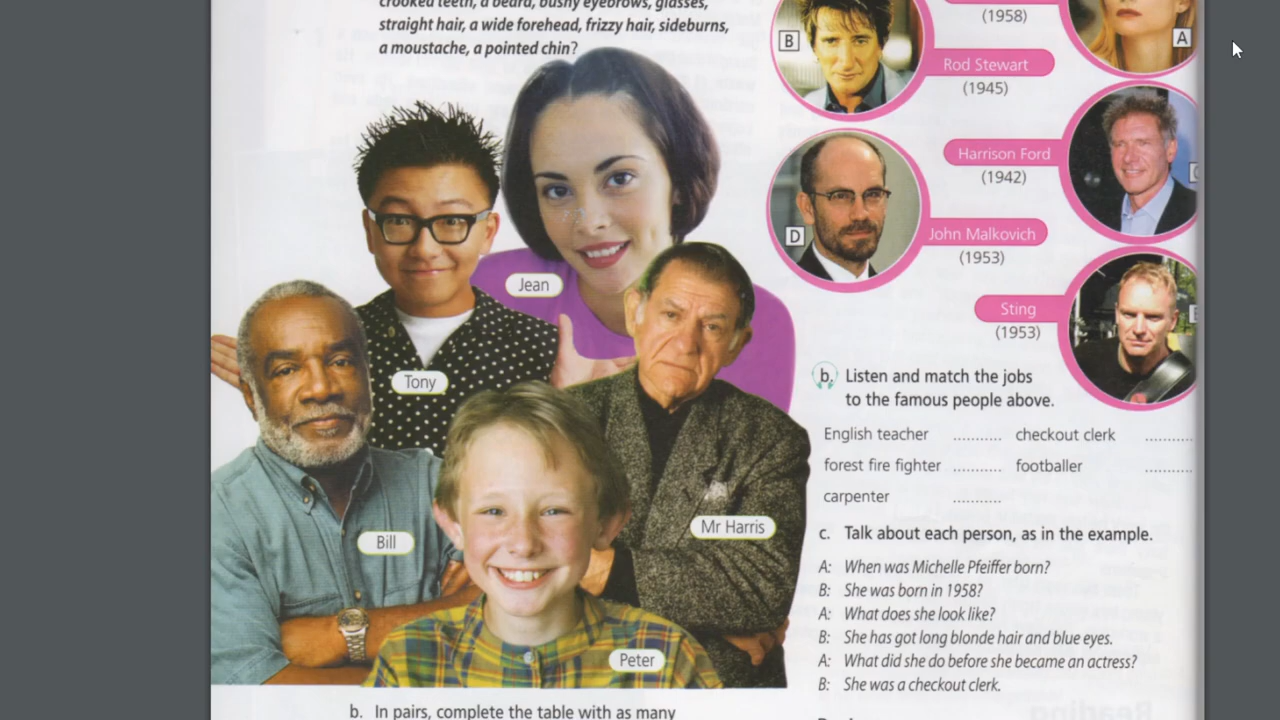 crooked teeth, a beard, bushy eyebrows, glasses,
straight hair, a wide forehead, frizzy hair, sideburns,
a moustache, a pointed chin?
Jean
Tony
Bill
Mr Harris
Peter
b. In pairs, complete the table with as many
(1958)
A
B
Rod Stewart
(1945)
Harrison Ford
(1942)
D
John Malkovich
(1953)
Sting
(1953)
b. Listen and match the jobs
to the famous people above.
English teacher ........... checkout clerk ...........
forest fire fighter ........... footballer ...........
carpenter ...........
c. Talk about each person, as in the example.
A: When was Michelle Pfeiffer born?
B: She was born in 1958?
A: What does she look like?
B: She has got long blonde hair and blue eyes.
A: What did she do before she became an actress?
B: She was a checkout clerk.